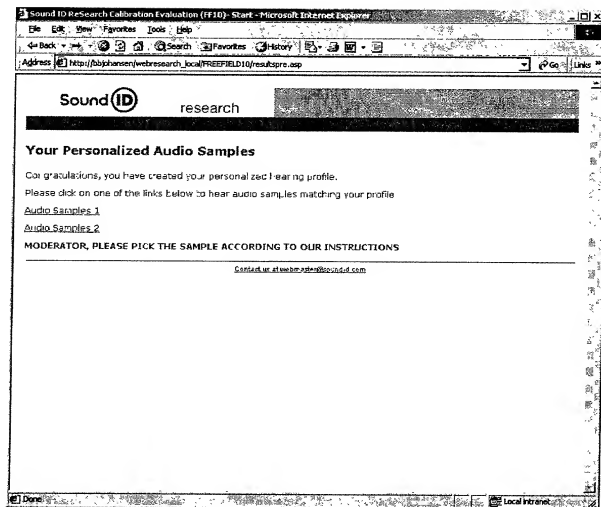 Sound ID ReSearch Calibration Evaluation (FF10)- Start - Microsoft Internet Explorer
File Edit View Favorites Tools Help
Back Search Favorites History
Address http://bbjohansen/webresearch_local/FREEFIELD10/resultspre.asp Go Links »
Sound ID research
Your Personalized Audio Samples
Congratulations, you have created your personalized hearing profile.
Please click on one of the links below to hear audio samples matching your profile
Audio Samples 1
Audio Samples 2
MODERATOR, PLEASE PICK THE SAMPLE ACCORDING TO OUR INSTRUCTIONS
Contact us at webmaster@soundid.com
Done Local intranet